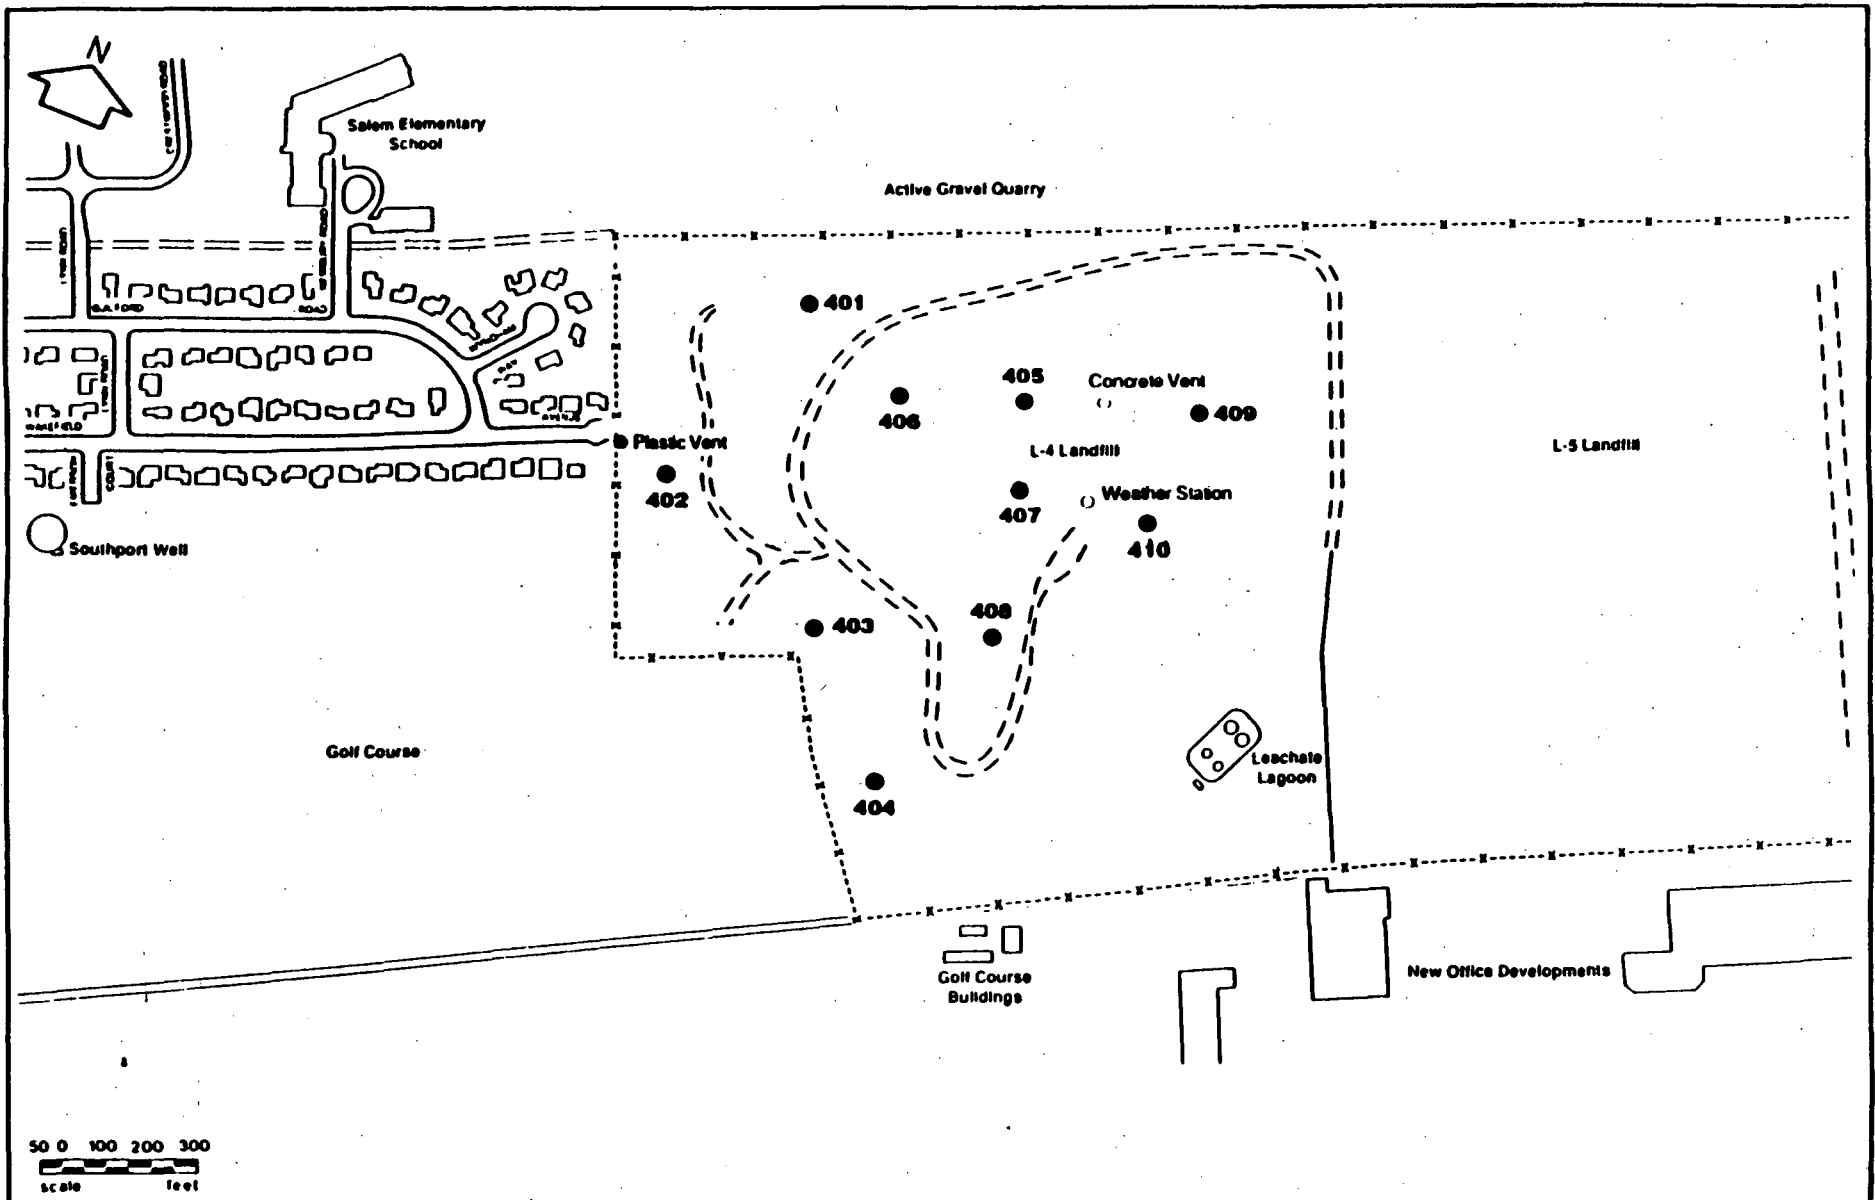 N
Salem Elementary
School
Active Gravel Quarry
ROAD
401
405
Concrete Vent
406
409
L-4 Landfill
L-5 Landfill
Plastic Vent
402
407
Weather Station
410
COURT
Southport Well
408
403
Golf Course
Leachate
Lagoon
404
Golf Course
Buildings
New Office Developments
50 0 100 200 300
scale feet